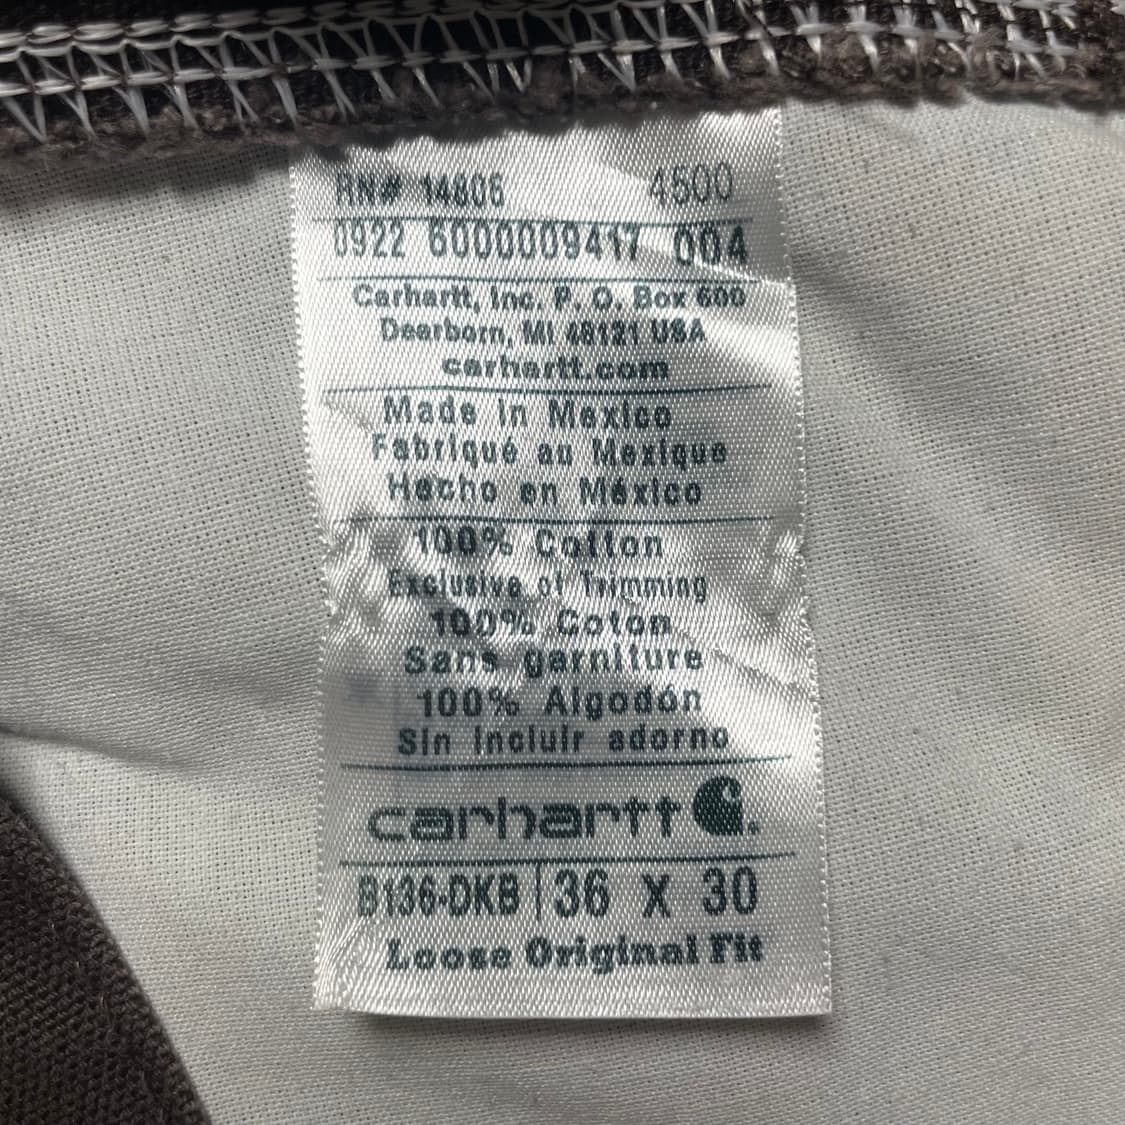 RN# 14806 4500
0922 6000009417 004
Carhartt, Inc. P. O. Box 600
Dearborn, MI 48121 USA
carhartt.com
Made in Mexico
Fabriqué au Mexique
Hecho en México
100% Cotton
Exclusive of Trimming
100% Coton
Sans garniture
100% Algodón
Sin incluir adorno
carhartt
B136-DKB 36 X 30
Loose Original Fit